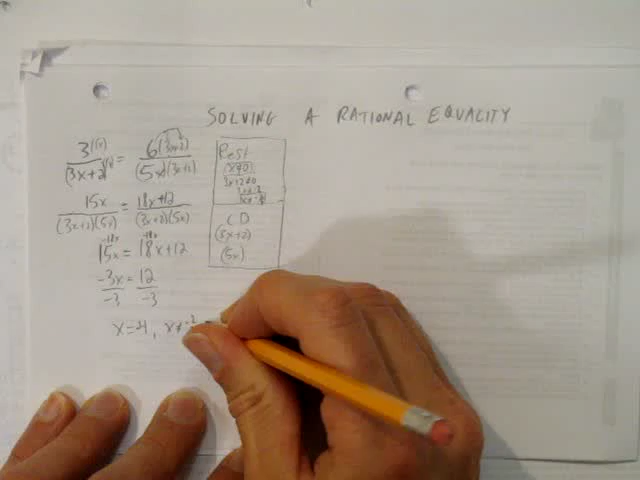 SOLVING A RATIONAL EQUALITY
3(5x) / (3x+2)(5x) = 6(3x+2) / (5x)(3x+2)
15x / (3x+2)(5x) = 18x+12 / (3x+2)(5x)
-18x -18x
15x = 18x+12
-3x = 12
-3 -3
x=-4, x≠-2
Rest
x≠0
3x+2≠0
3x≠-2
CD
(3x+2)
(5x)